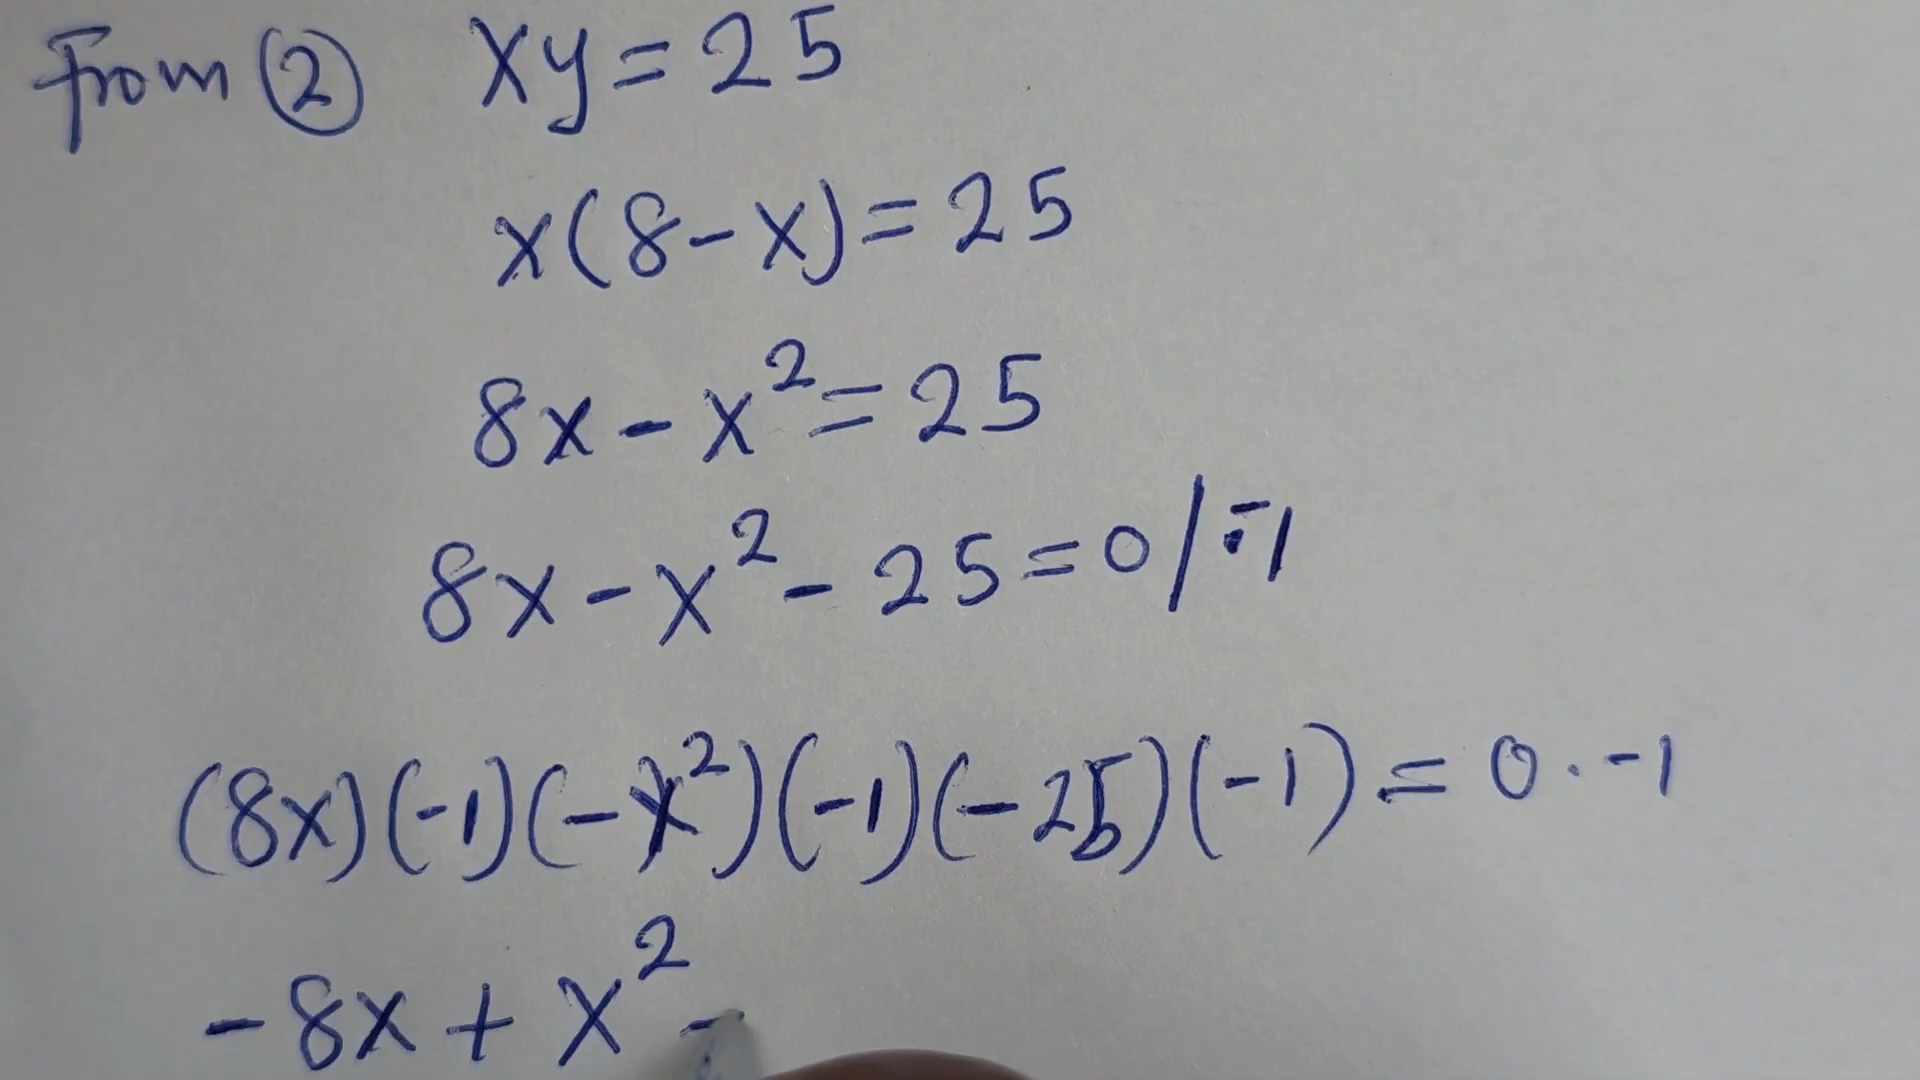 From ② xy = 25
x(8-x) = 25
8x - x² = 25
8x - x² - 25 = 0 / · -1
(8x)(-1)(-x²)(-1)(-25)(-1) = 0 · -1
-8x + x²